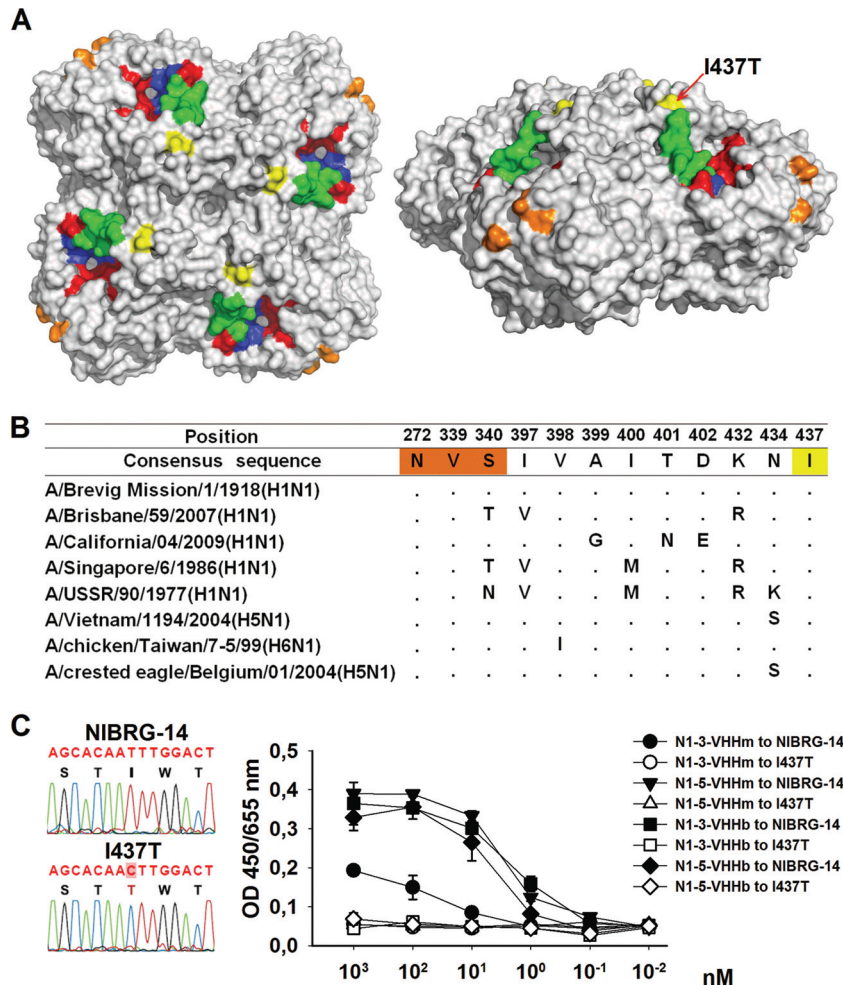 A
I437T
B
Position 272 339 340 397 398 399 400 401 402 432 434 437
Consensus sequence N V S I V A I T D K N I
A/Brevig Mission/1/1918(H1N1) . . . . . . . . . . . .
A/Brisbane/59/2007(H1N1) . . T V . . . . . R . .
A/California/04/2009(H1N1) . . . . . G . N E . . .
A/Singapore/6/1986(H1N1) . . T V . . M . . R . .
A/USSR/90/1977(H1N1) . . N V . . M . . R K .
A/Vietnam/1194/2004(H5N1) . . . . . . . . . . S .
A/chicken/Taiwan/7-5/99(H6N1) . . . . I . . . . . . .
A/crested eagle/Belgium/01/2004(H5N1) . . . . . . . . . . S .
C
NIBRG-14
AGCACAATTTGGACT
S T I W T
I437T
AGCACAACTTGGACT
S T T W T
OD 450/655 nm
0,5
0,4
0,3
0,2
0,1
0,0
10³ 10² 10¹ 10⁰ 10⁻¹ 10⁻² nM
N1-3-VHHm to NIBRG-14
N1-3-VHHm to I437T
N1-5-VHHm to NIBRG-14
N1-5-VHHm to I437T
N1-3-VHHb to NIBRG-14
N1-3-VHHb to I437T
N1-5-VHHb to NIBRG-14
N1-5-VHHb to I437T